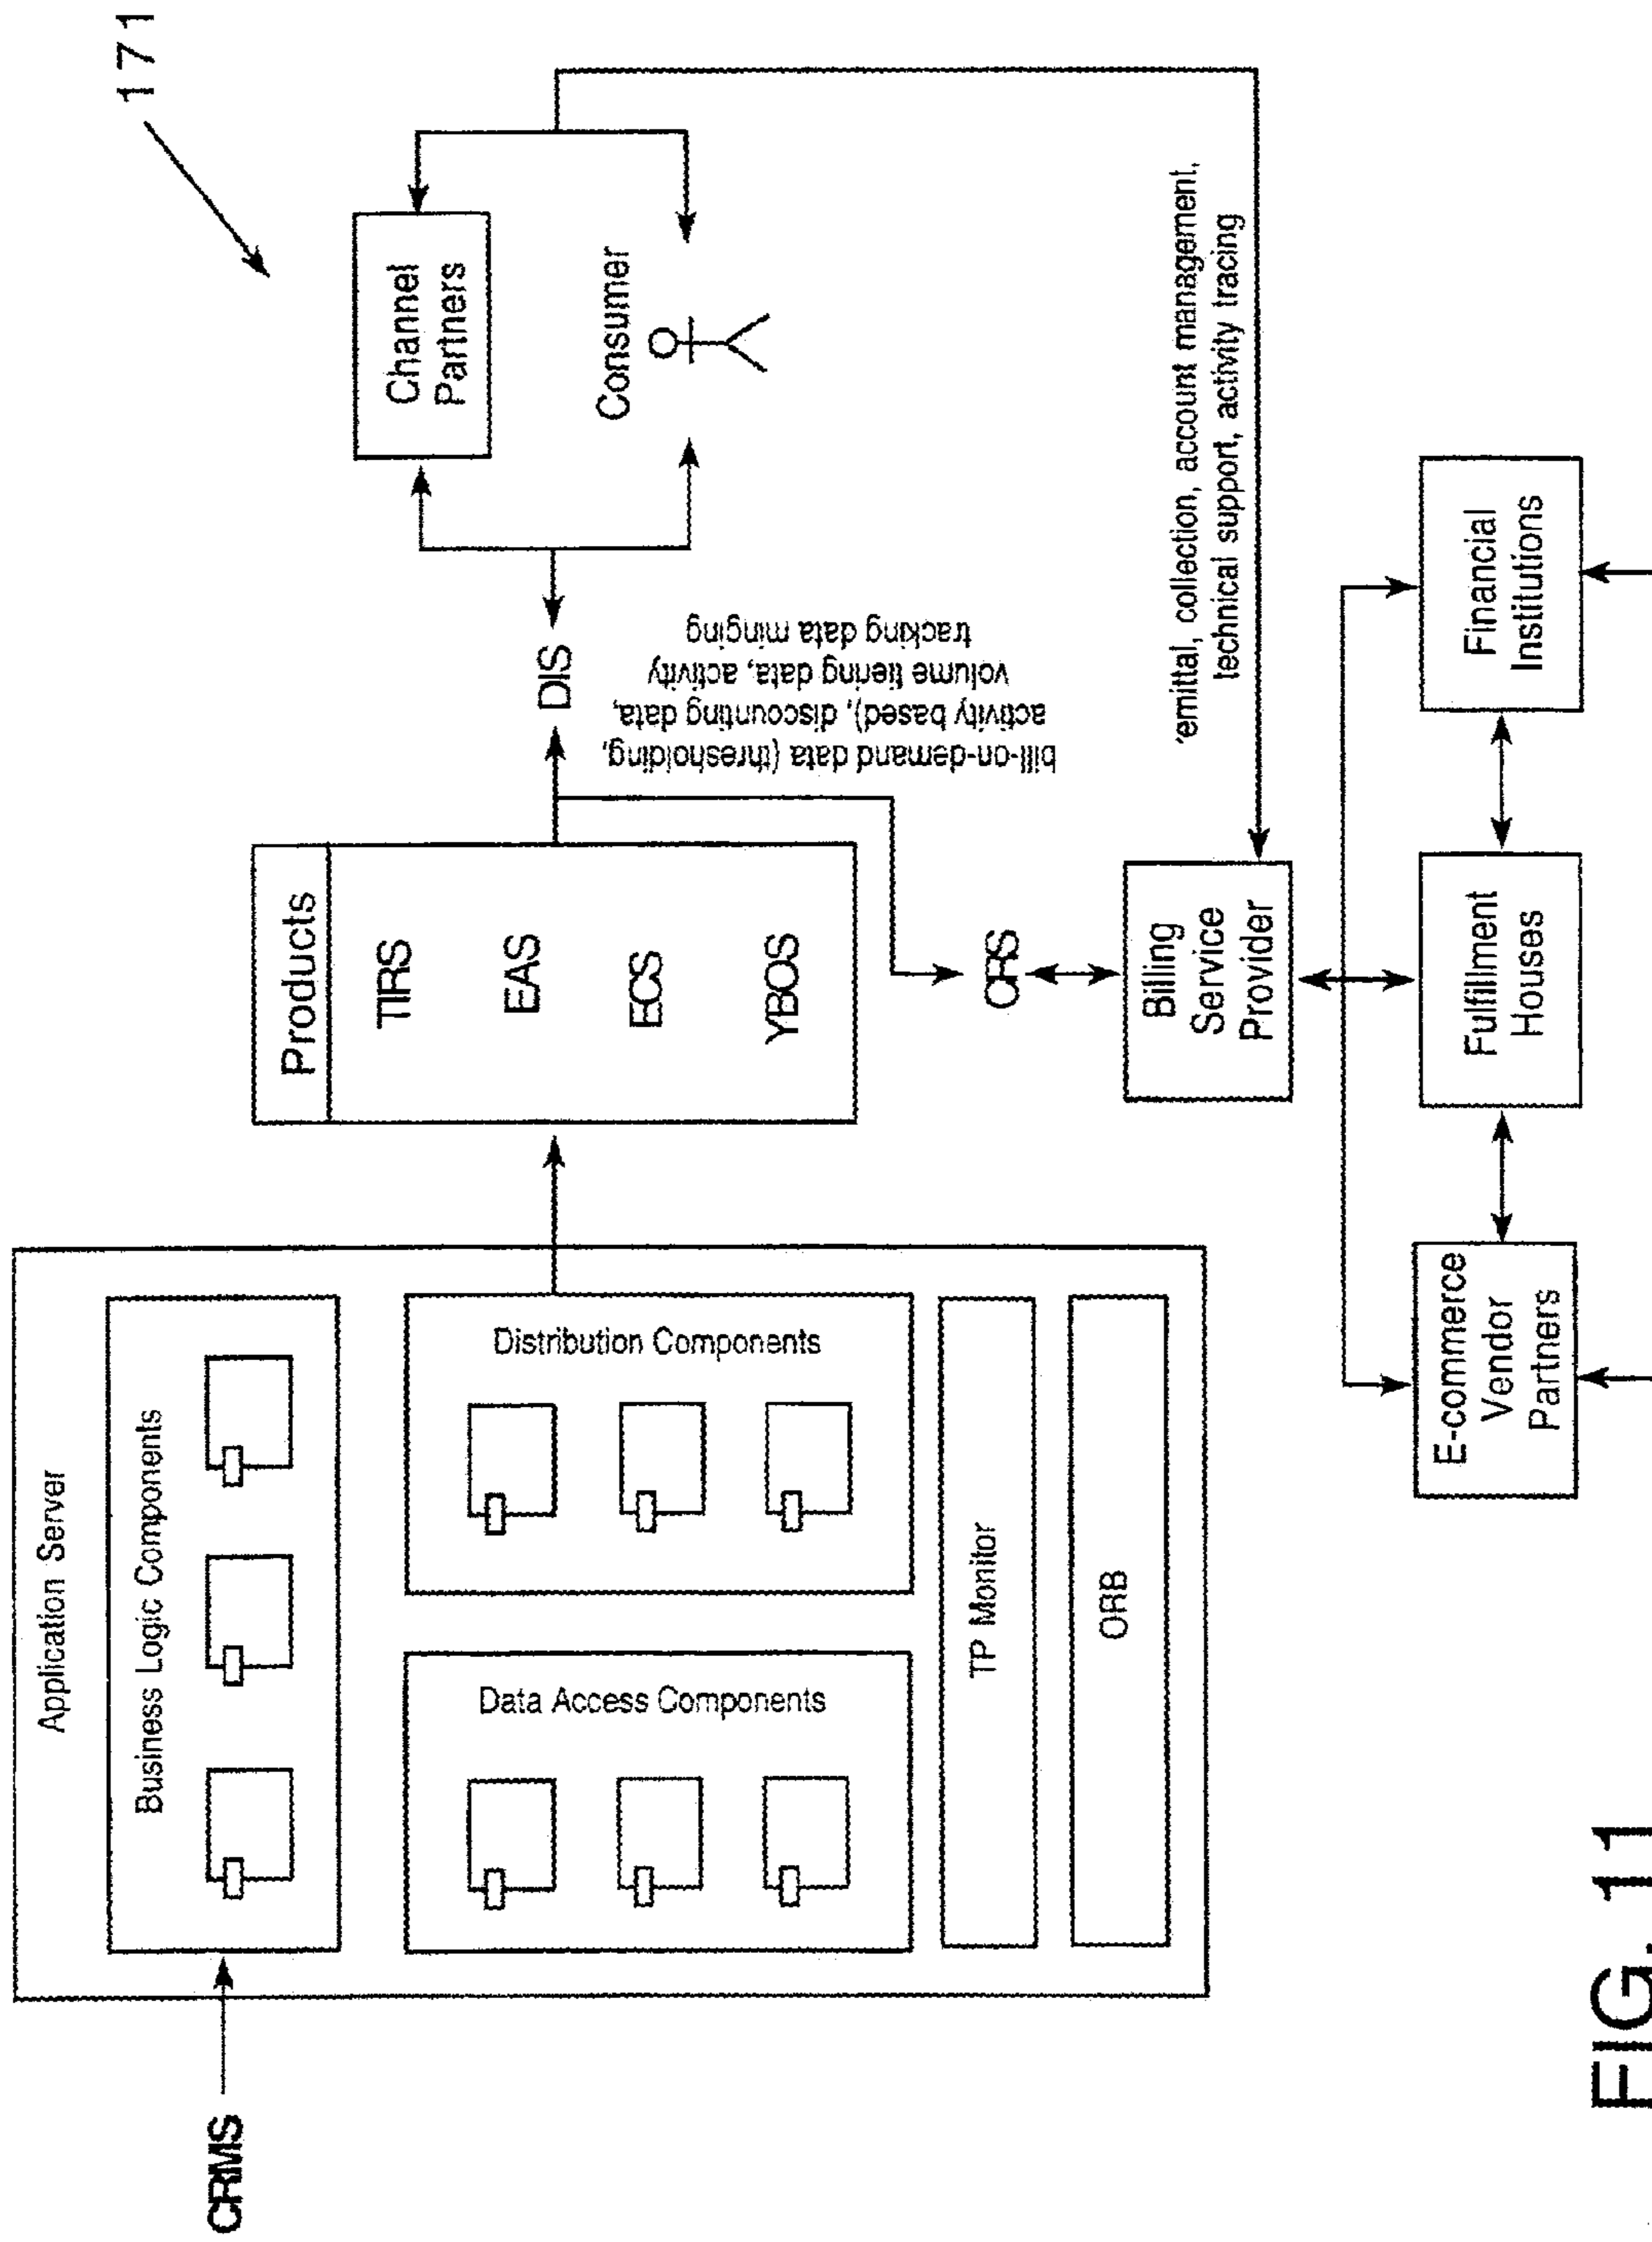 171
Application Server
Business Logic Components
CRMS
Data Access Components
Distribution Components
TP Monitor
ORB
Products
TIRS
EAS
ECS
YBOS
DIS
Channel
Partners
Consumer
bill-on-demand data (thresholding,
activity based), discounting data,
volume tiering data, activity
tracking data minging
Billing
Service
Provider
emittal, collection, account management,
technical support, activity tracing
E-commerce
Vendor
Partners
Fulfillment
Houses
Financial
Institutions
FIG. 11